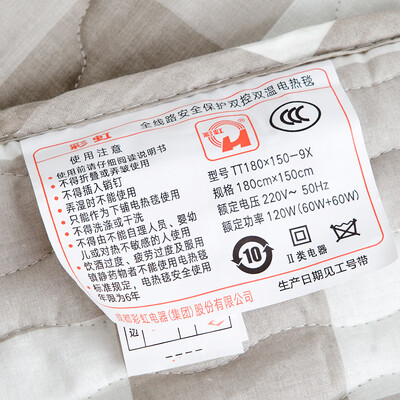 彩虹 全线路安全保护双控双温电热毯
使用注意
使用前请仔细阅读说明书
不得折叠或弄皱使用
不得插入销钉
弄湿时不能使用
只能作为下铺电热毯使用
不得洗涤或干洗
不得由不能自理人员、婴幼
儿或对热不敏感的人使用
饮酒过度、疲劳过度及服用
镇静药物者不能使用电热毯
标准规定，电热毯安全使用
年限为6年
型号 TT180×150-9X
规格 180cm×150cm
额定电压 220V~ 50Hz
额定功率 120W(60W+60W)
10
II类电器
生产日期见工号带
成都彩虹电器(集团)股份有限公司
边